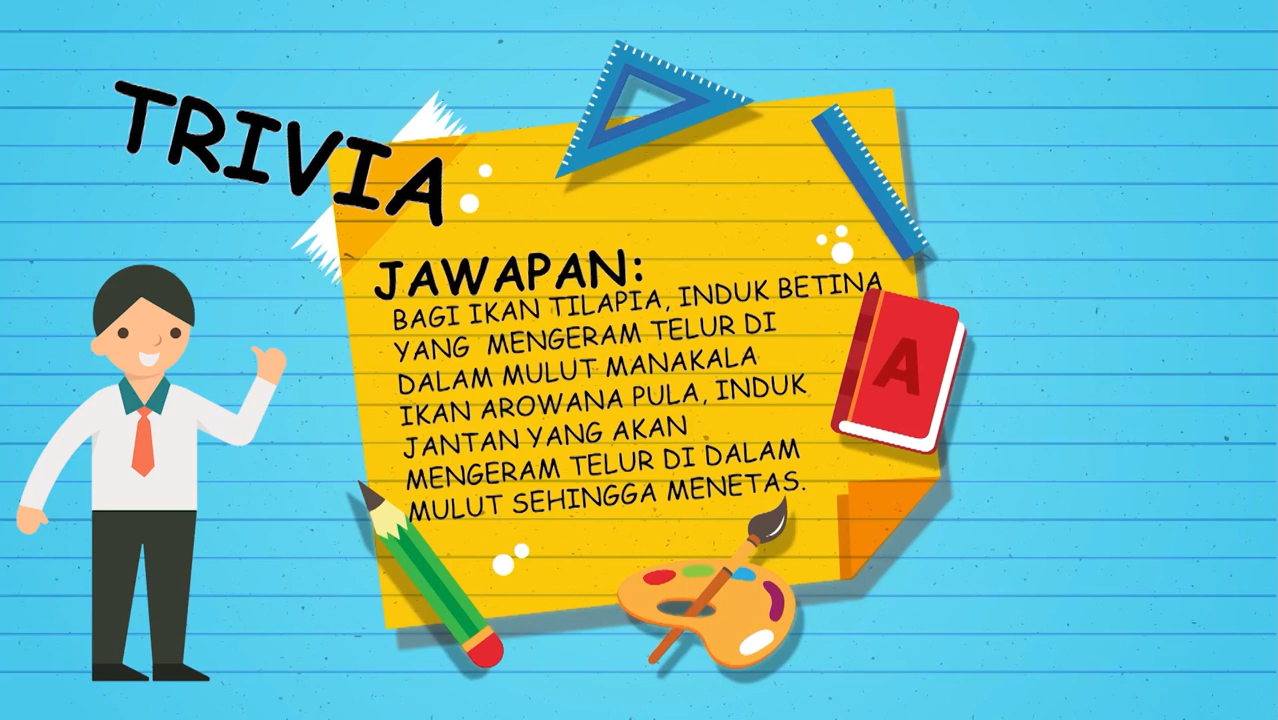 TRIVIA
JAWAPAN:
BAGI IKAN TILAPIA, INDUK BETINA
YANG MENGERAM TELUR DI
DALAM MULUT MANAKALA
IKAN AROWANA PULA, INDUK
JANTAN YANG AKAN
MENGERAM TELUR DI DALAM
MULUT SEHINGGA MENETAS.
A